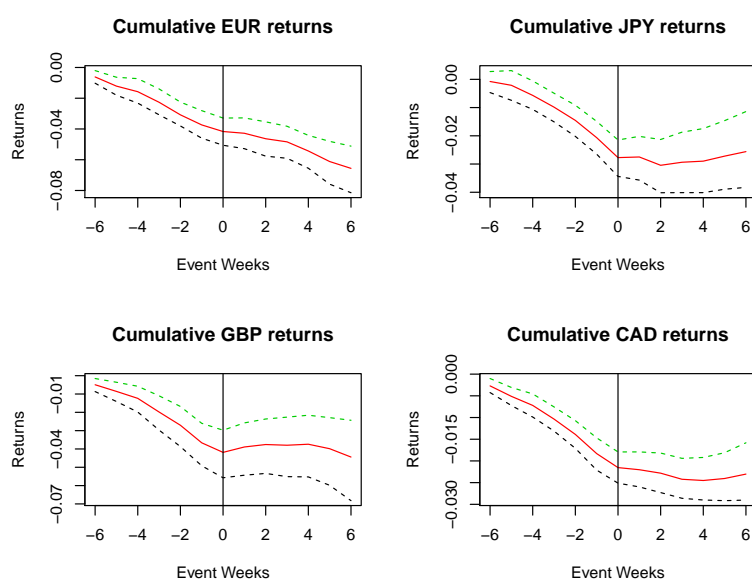 Cumulative EUR returns
Returns
0.00
−0.04
−0.08
−6 −4 −2 0 2 4 6
Event Weeks
Cumulative JPY returns
Returns
0.00
−0.02
−0.04
−6 −4 −2 0 2 4 6
Event Weeks
Cumulative GBP returns
Returns
−0.01
−0.04
−0.07
−6 −4 −2 0 2 4 6
Event Weeks
Cumulative CAD returns
Returns
0.000
−0.015
−0.030
−6 −4 −2 0 2 4 6
Event Weeks